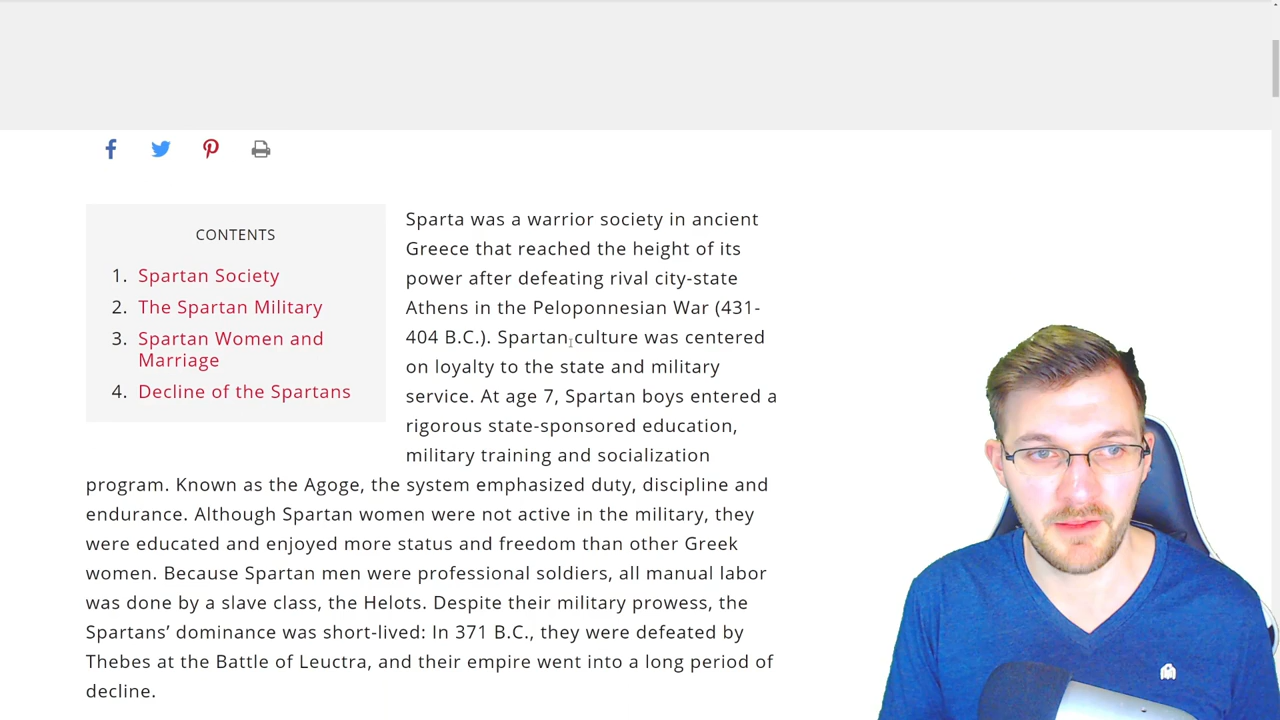 CONTENTS
1. Spartan Society
2. The Spartan Military
3. Spartan Women and
Marriage
4. Decline of the Spartans
Sparta was a warrior society in ancient
Greece that reached the height of its
power after defeating rival city-state
Athens in the Peloponnesian War (431-
404 B.C.). Spartan culture was centered
on loyalty to the state and military
service. At age 7, Spartan boys entered a
rigorous state-sponsored education,
military training and socialization
program. Known as the Agoge, the system emphasized duty, discipline and
endurance. Although Spartan women were not active in the military, they
were educated and enjoyed more status and freedom than other Greek
women. Because Spartan men were professional soldiers, all manual labor
was done by a slave class, the Helots. Despite their military prowess, the
Spartans’ dominance was short-lived: In 371 B.C., they were defeated by
Thebes at the Battle of Leuctra, and their empire went into a long period of
decline.